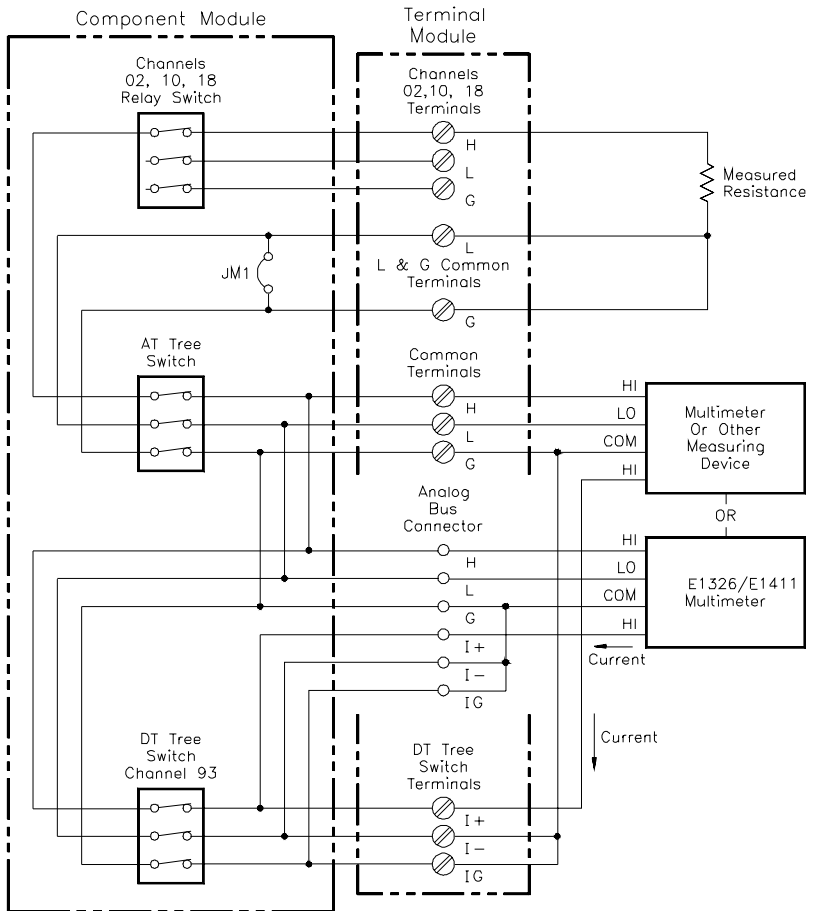 Component Module
Terminal
Module
Channels
02, 10, 18
Relay Switch
Channels
02,10, 18
Terminals
H
L
G
Measured
Resistance
L
L & G Common
Terminals
JM1
G
AT Tree
Switch
Common
Terminals
H
L
G
HI
LO
COM
HI
Multimeter
Or Other
Measuring
Device
OR
Analog
Bus
Connector
H
L
G
I+
I-
IG
HI
LO
COM
HI
E1326/E1411
Multimeter
Current
Current
DT Tree
Switch
Channel 93
DT Tree
Switch
Terminals
I+
I-
IG